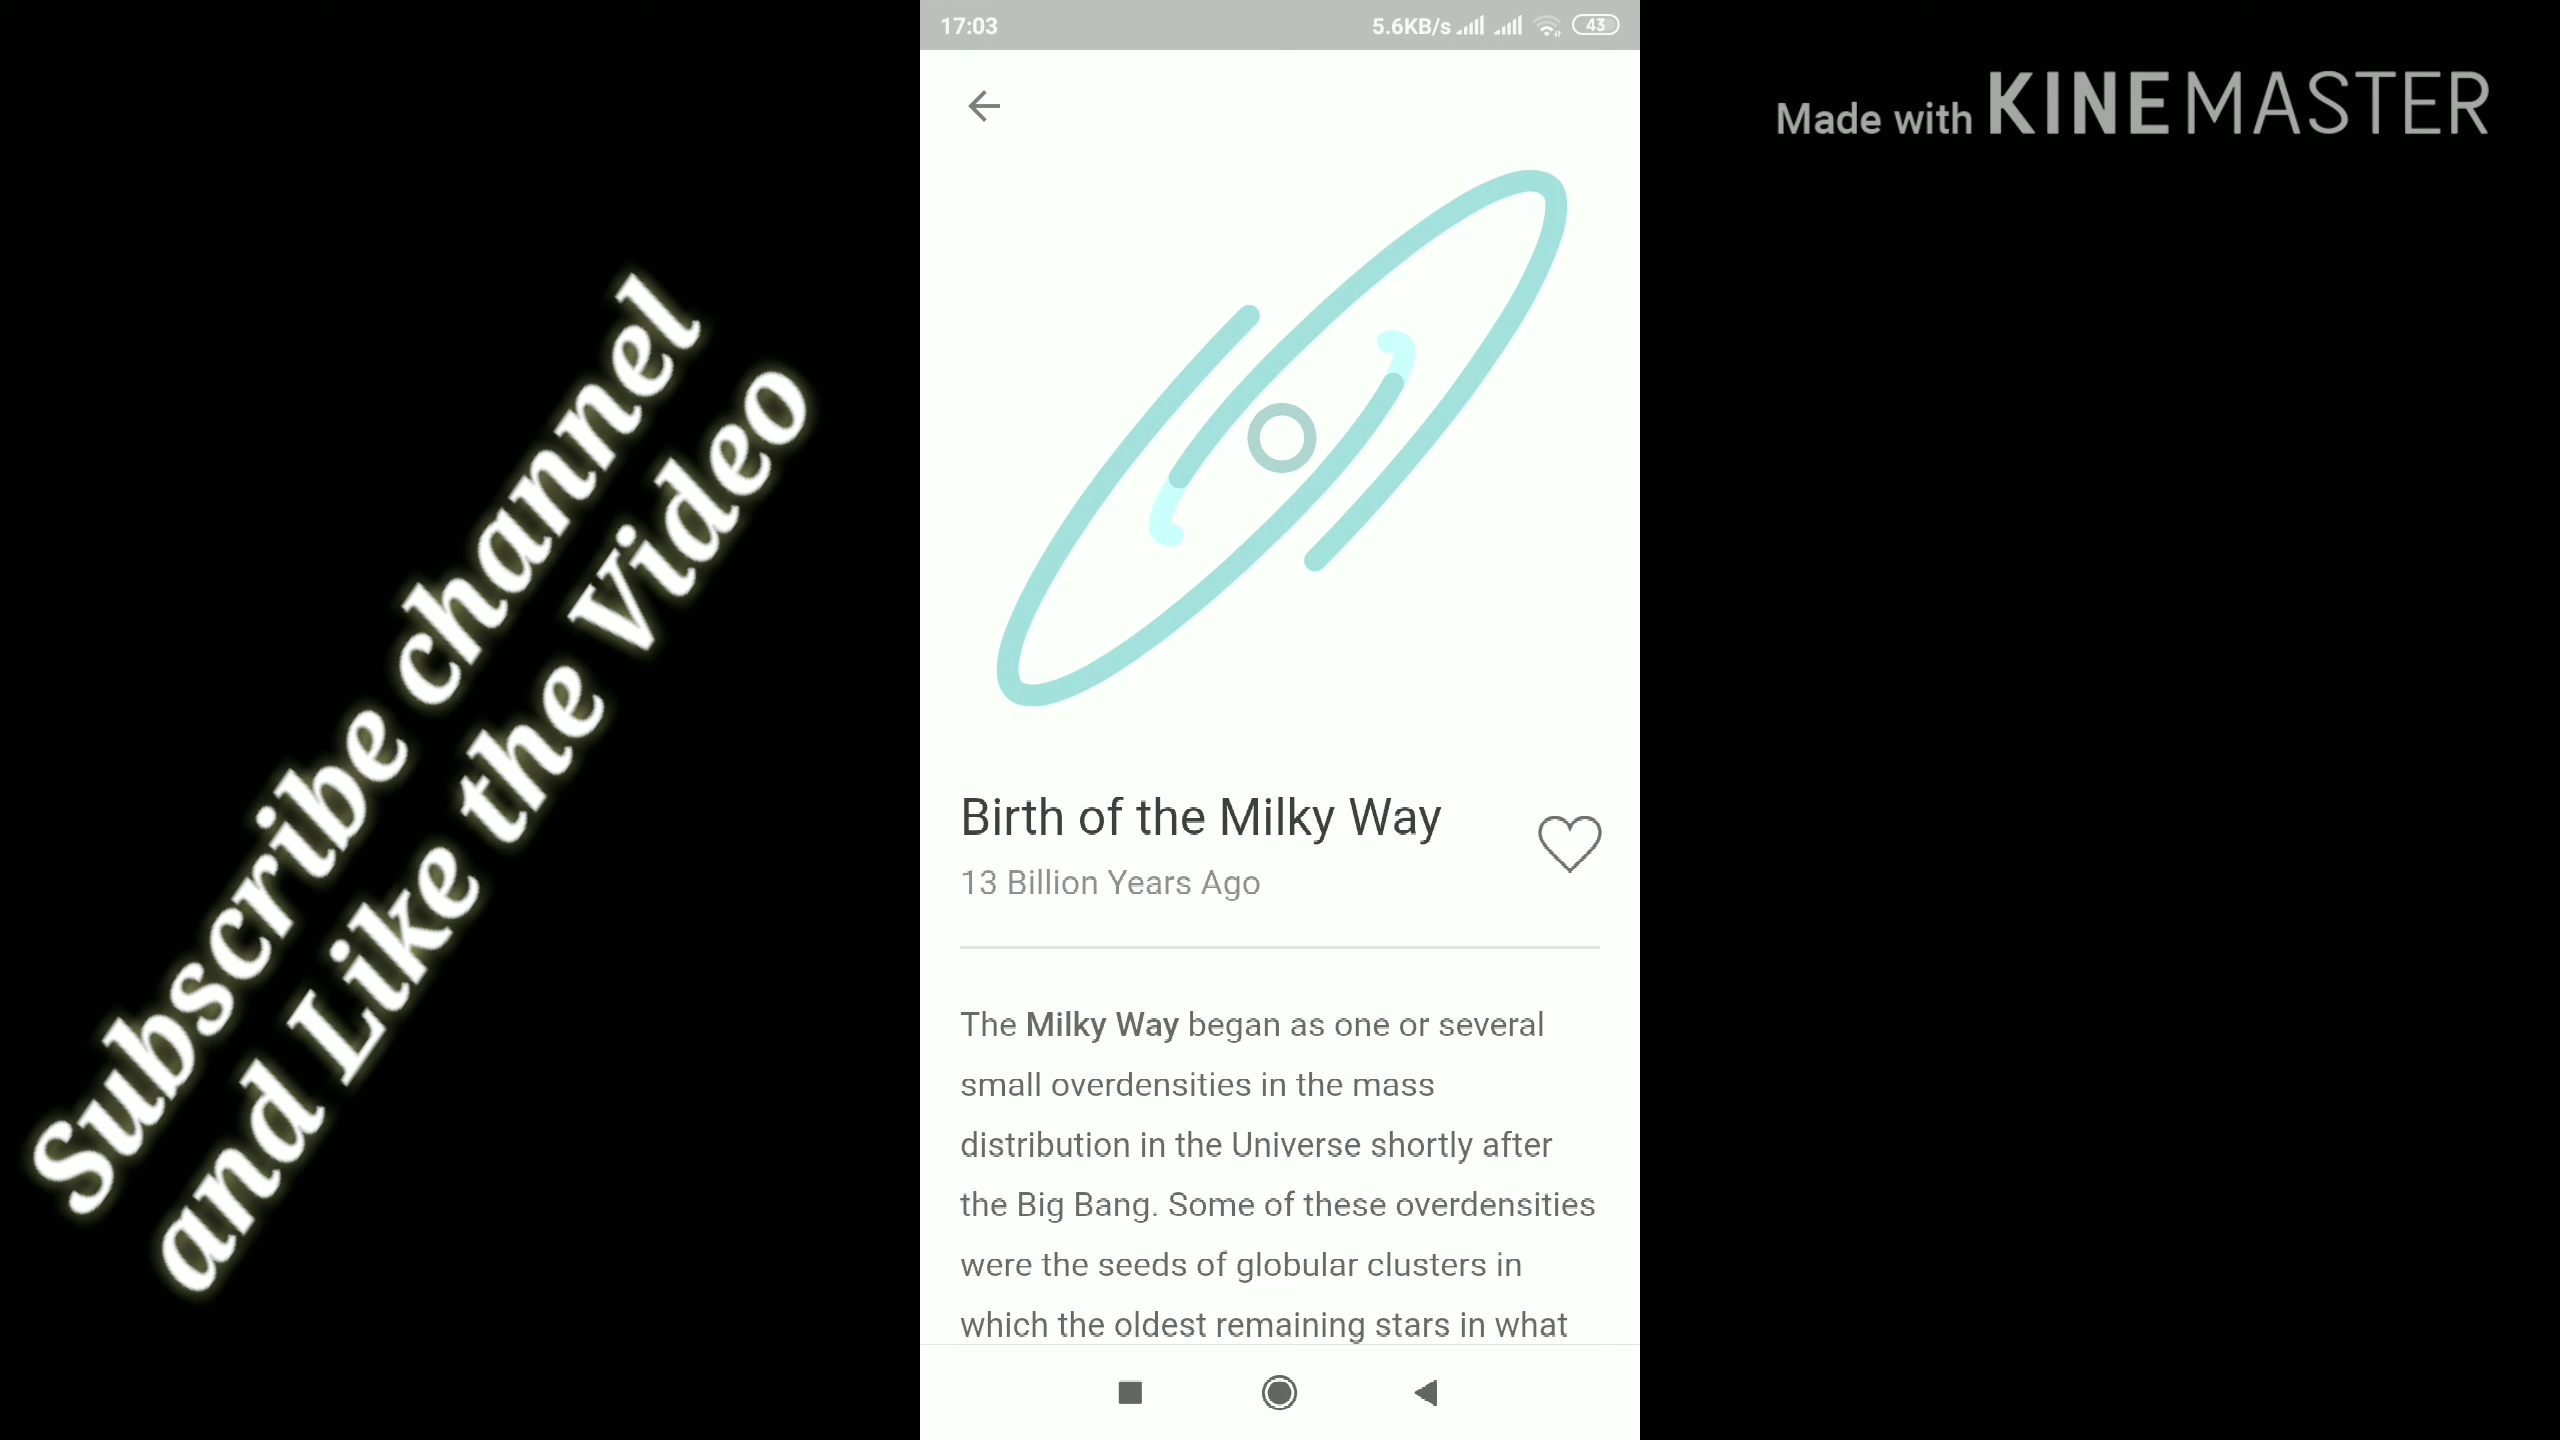 17:03
5.6KB/s
43
Made with KINEMASTER
Subscribe channel
and Like the Video
Birth of the Milky Way
13 Billion Years Ago
The Milky Way began as one or several
small overdensities in the mass
distribution in the Universe shortly after
the Big Bang. Some of these overdensities
were the seeds of globular clusters in
which the oldest remaining stars in what